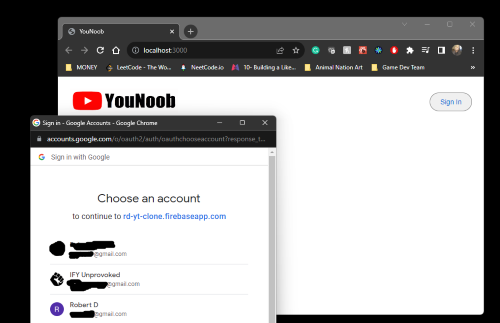 YouNoob
localhost:3000
MONEY
LeetCode - The Wo...
NeetCode.io
10- Building a Like...
Animal Nation Art
Game Dev Team
»
YouNoob
Sign In
Sign in - Google Accounts - Google Chrome
accounts.google.com/o/oauth2/auth/oauthchooseaccount?response_t...
Sign in with Google
Choose an account
to continue to rd-yt-clone.firebaseapp.com
@gmail.com
IFY Unprovoked
@gmail.com
R
Robert D
@gmail.com